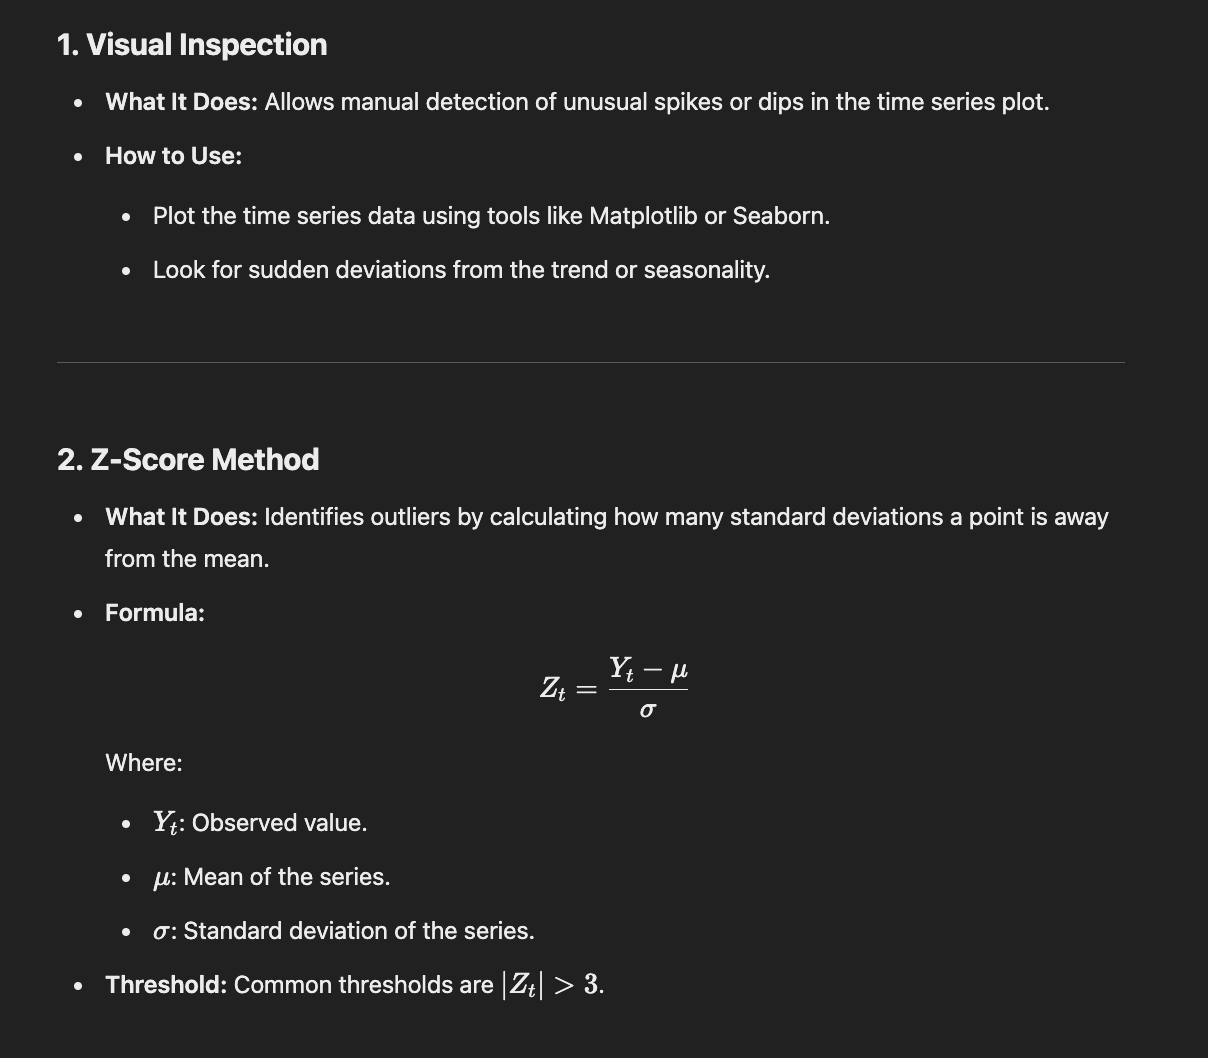 1. Visual Inspection
• What It Does: Allows manual detection of unusual spikes or dips in the time series plot.
• How to Use:
• Plot the time series data using tools like Matplotlib or Seaborn.
• Look for sudden deviations from the trend or seasonality.
2. Z-Score Method
• What It Does: Identifies outliers by calculating how many standard deviations a point is away
from the mean.
• Formula:
$$Z_t = \frac{Y_t - \mu}{\sigma}$$
Where:
• $Y_t$: Observed value.
• $\mu$: Mean of the series.
• $\sigma$: Standard deviation of the series.
• Threshold: Common thresholds are $|Z_t| > 3$.